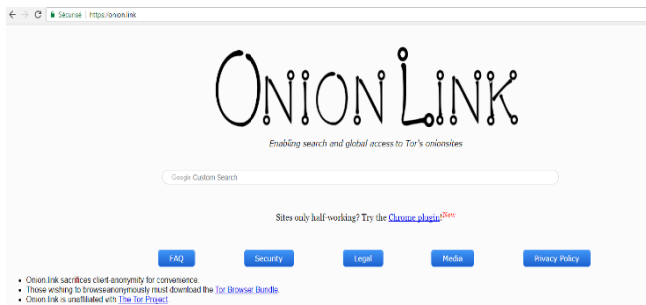 Sécurisé | https://onion.link
OnionLink
Enabling search and global access to Tor's onionsites
Google Custom Search
Sites only half-working? Try the Chrome plugin!New
FAQ Security Legal Media Privacy Policy
Onion.link sacrifices client-anonymity for convenience.
Those wishing to browseanonymously must download the Tor Browser Bundle.
Onion.link is unaffiliated with The Tor Project.